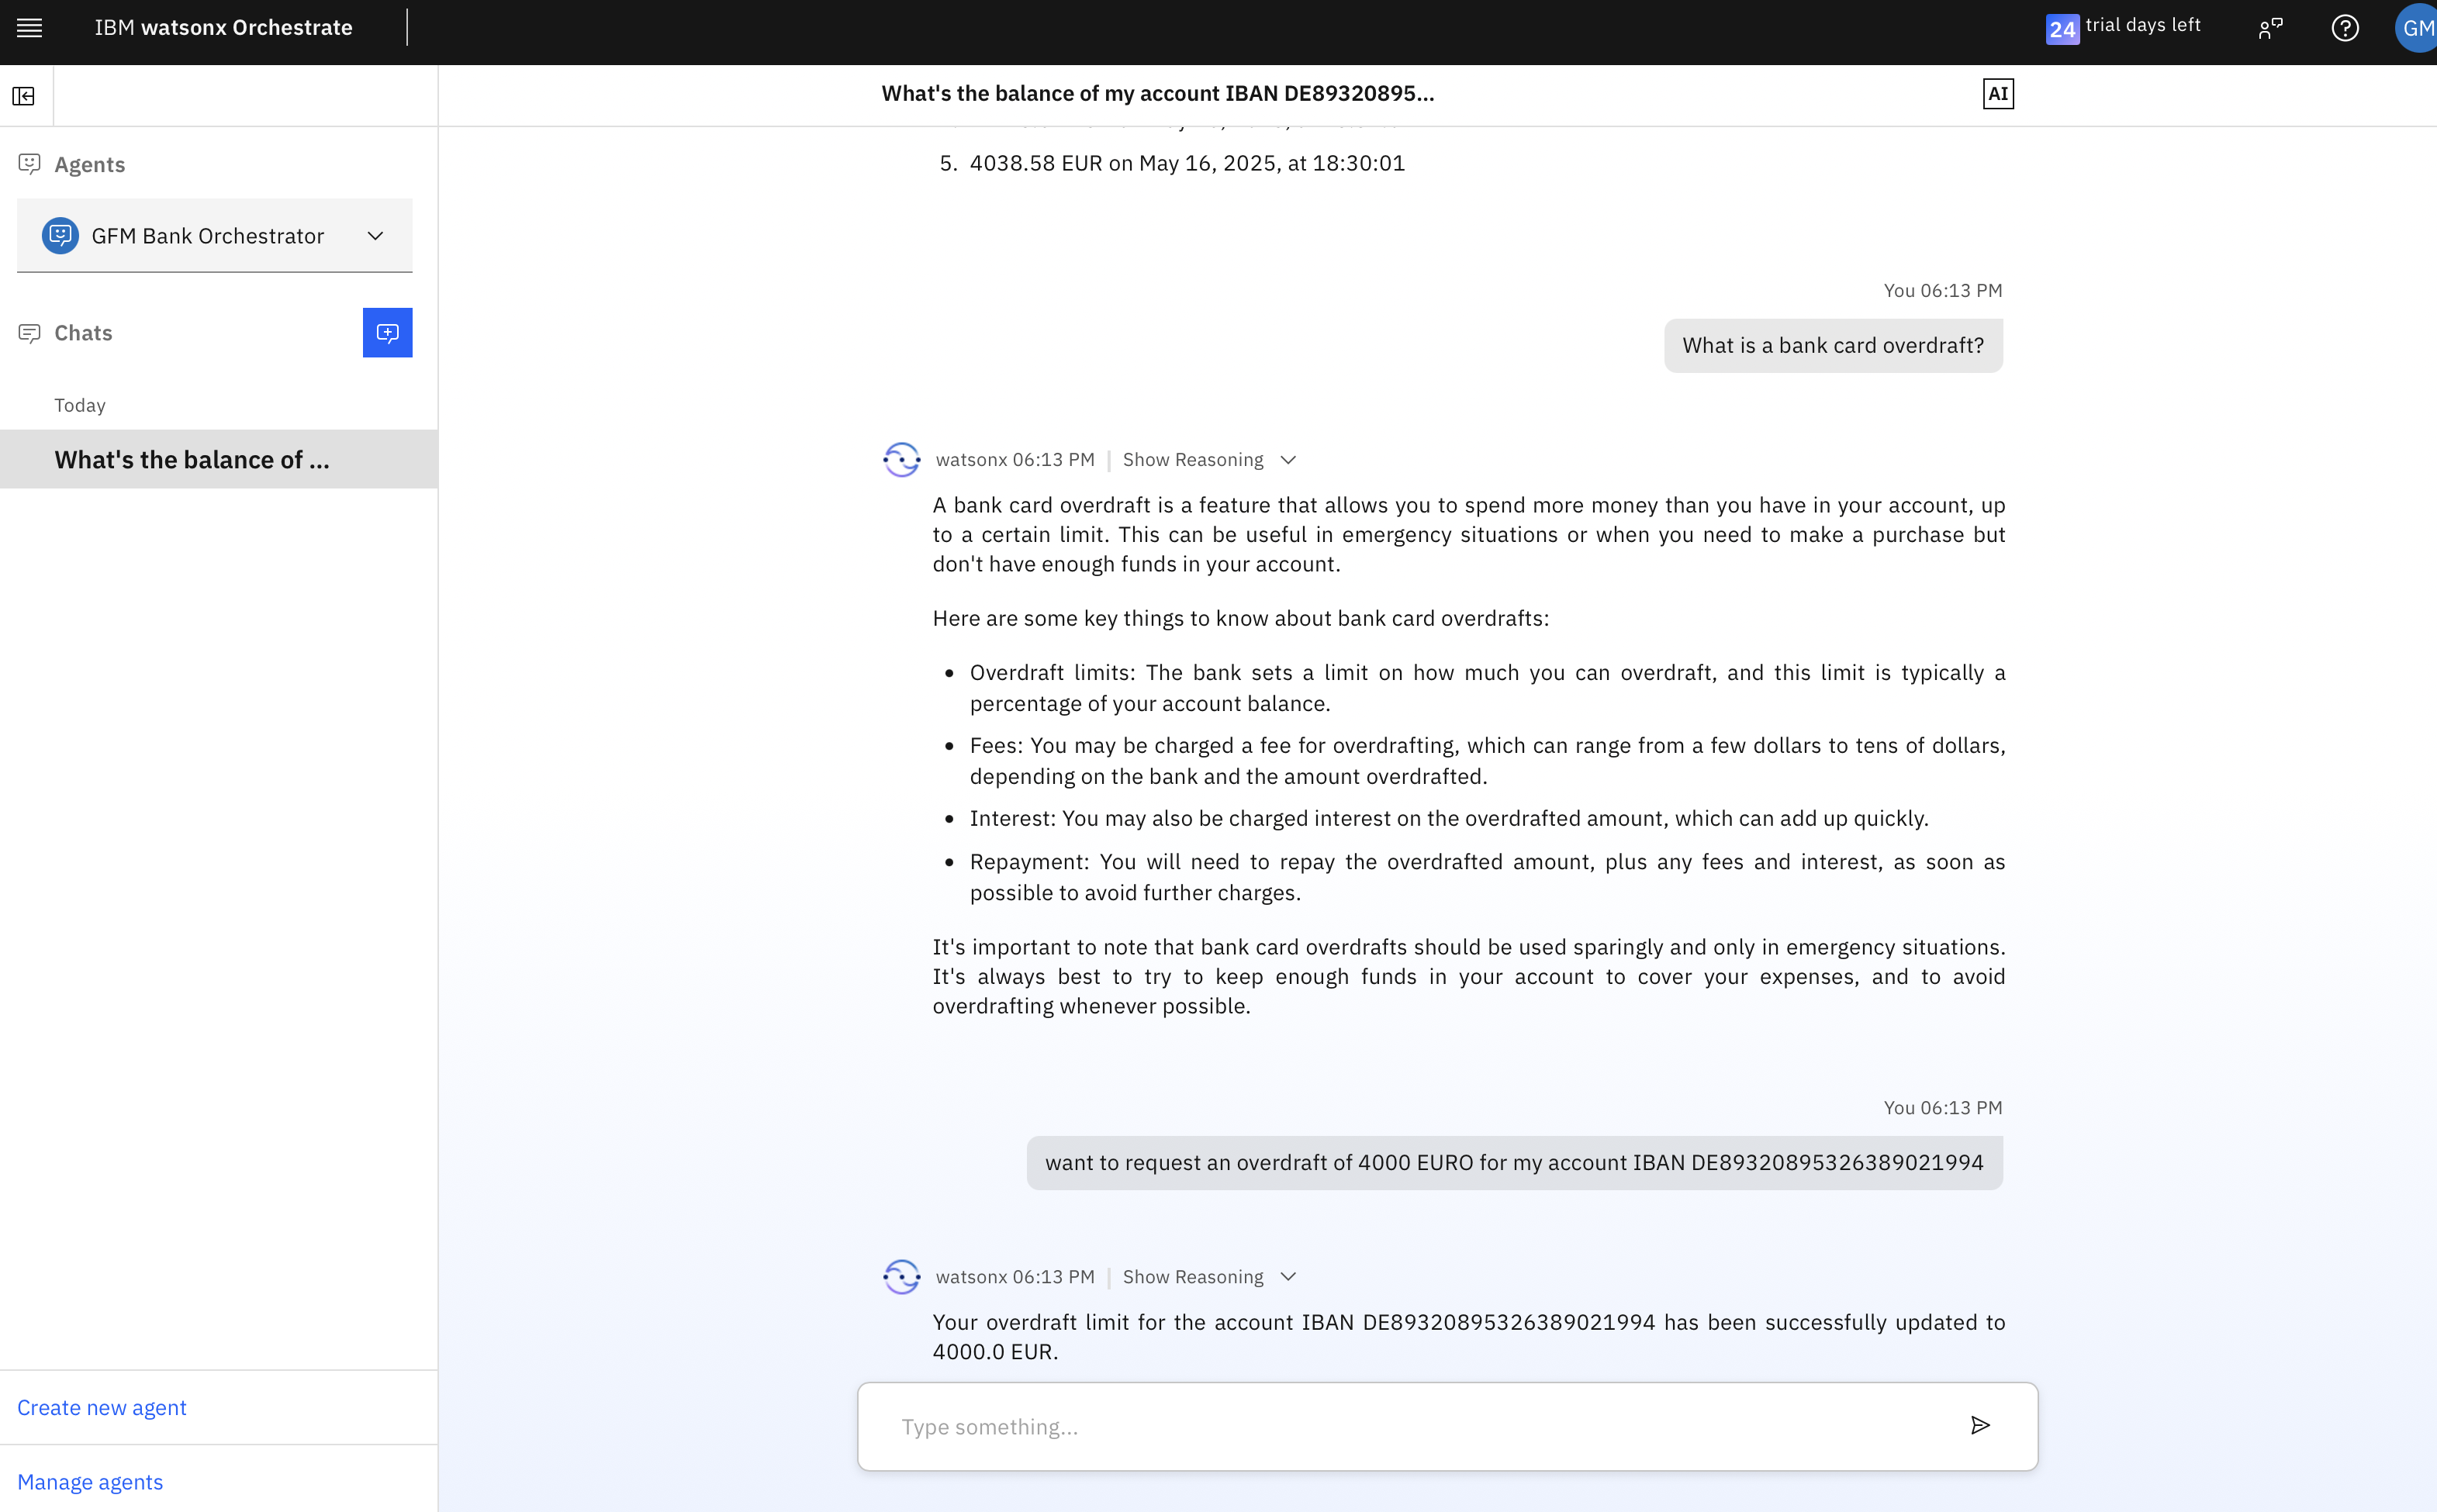 IBM watsonx Orchestrate
24 trial days left
GM
What's the balance of my account IBAN DE89320895...
AI
Agents
GFM Bank Orchestrator
Chats
Today
What's the balance of ...
Create new agent
Manage agents
5. 4038.58 EUR on May 16, 2025, at 18:30:01
You 06:13 PM
What is a bank card overdraft?
watsonx 06:13 PM | Show Reasoning
A bank card overdraft is a feature that allows you to spend more money than you have in your account, up
to a certain limit. This can be useful in emergency situations or when you need to make a purchase but
don't have enough funds in your account.
Here are some key things to know about bank card overdrafts:
• Overdraft limits: The bank sets a limit on how much you can overdraft, and this limit is typically a
percentage of your account balance.
• Fees: You may be charged a fee for overdrafting, which can range from a few dollars to tens of dollars,
depending on the bank and the amount overdrafted.
• Interest: You may also be charged interest on the overdrafted amount, which can add up quickly.
• Repayment: You will need to repay the overdrafted amount, plus any fees and interest, as soon as
possible to avoid further charges.
It's important to note that bank card overdrafts should be used sparingly and only in emergency situations.
It's always best to try to keep enough funds in your account to cover your expenses, and to avoid
overdrafting whenever possible.
You 06:13 PM
want to request an overdraft of 4000 EURO for my account IBAN DE89320895326389021994
watsonx 06:13 PM | Show Reasoning
Your overdraft limit for the account IBAN DE89320895326389021994 has been successfully updated to
4000.0 EUR.
Type something...